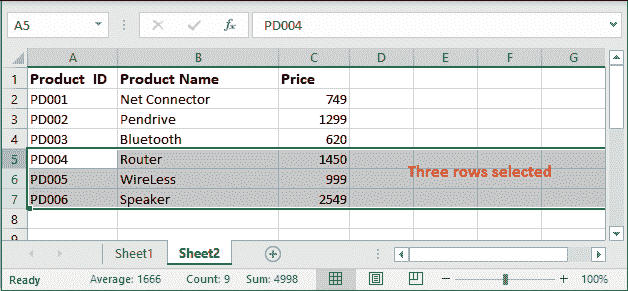 A5 fx PD004
A B C D E F G
1 Product ID Product Name Price
2 PD001 Net Connector 749
3 PD002 Pendrive 1299
4 PD003 Bluetooth 620
5 PD004 Router 1450
6 PD005 WireLess 999
Three rows selected
7 PD006 Speaker 2549
8
9
Sheet1 Sheet2
Ready Average: 1666 Count: 9 Sum: 4998 100%